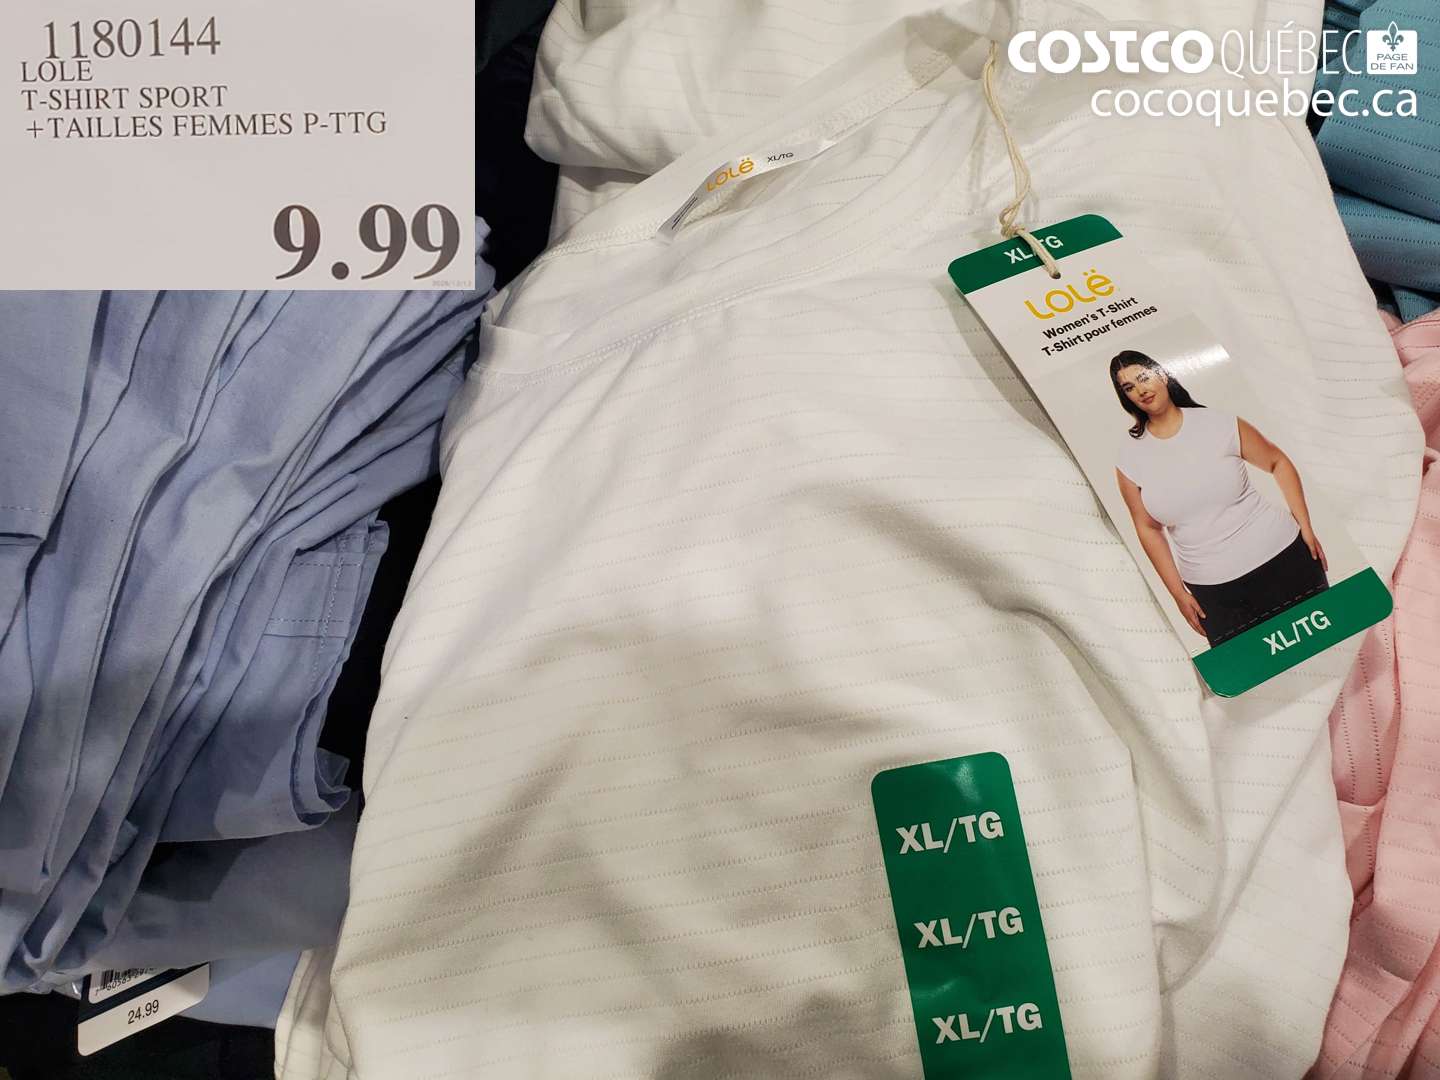 1180144
LOLE
T-SHIRT SPORT
+TAILLES FEMMES P-TTG
9.99
COSTCO QUÉBEC
PAGE
DE FAN
cocoquebec.ca
LOLË XL/TG
XL/TG
LOLË
Women's T-Shirt
T-Shirt pour femmes
XL/TG
XL/TG
XL/TG
XL/TG
24.99